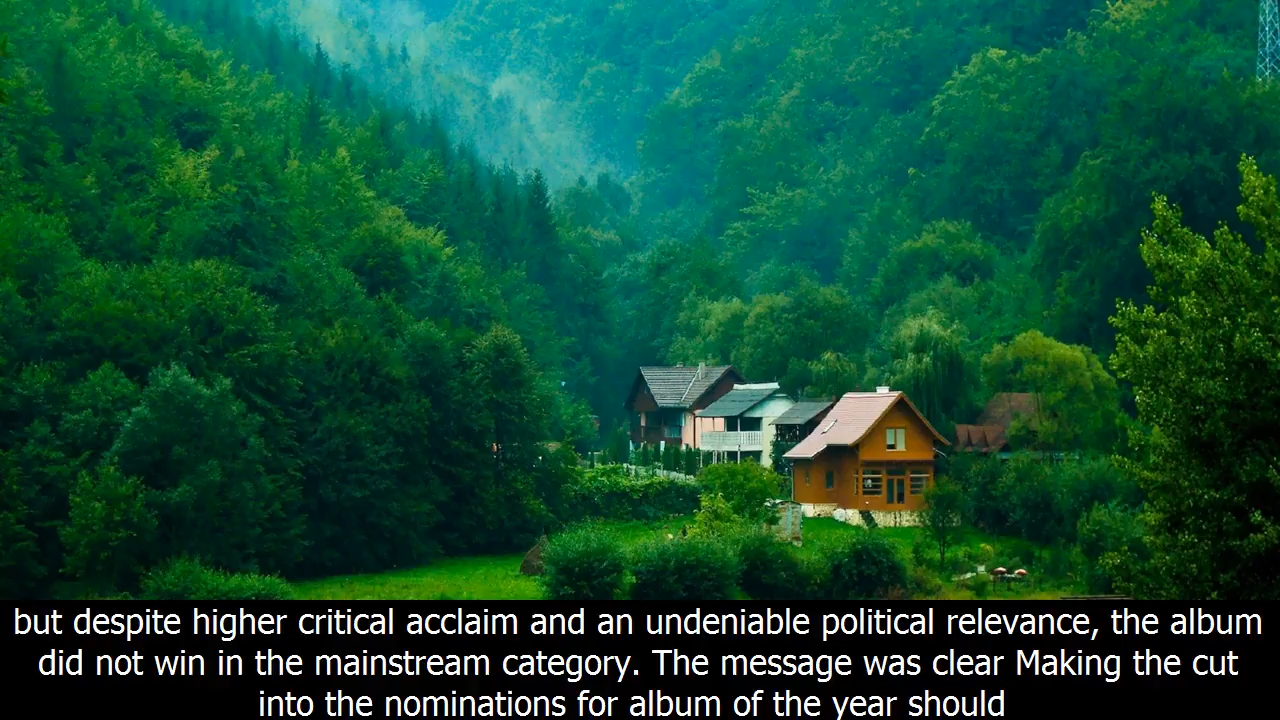 but despite higher critical acclaim and an undeniable political relevance, the album
did not win in the mainstream category. The message was clear Making the cut
into the nominations for album of the year should